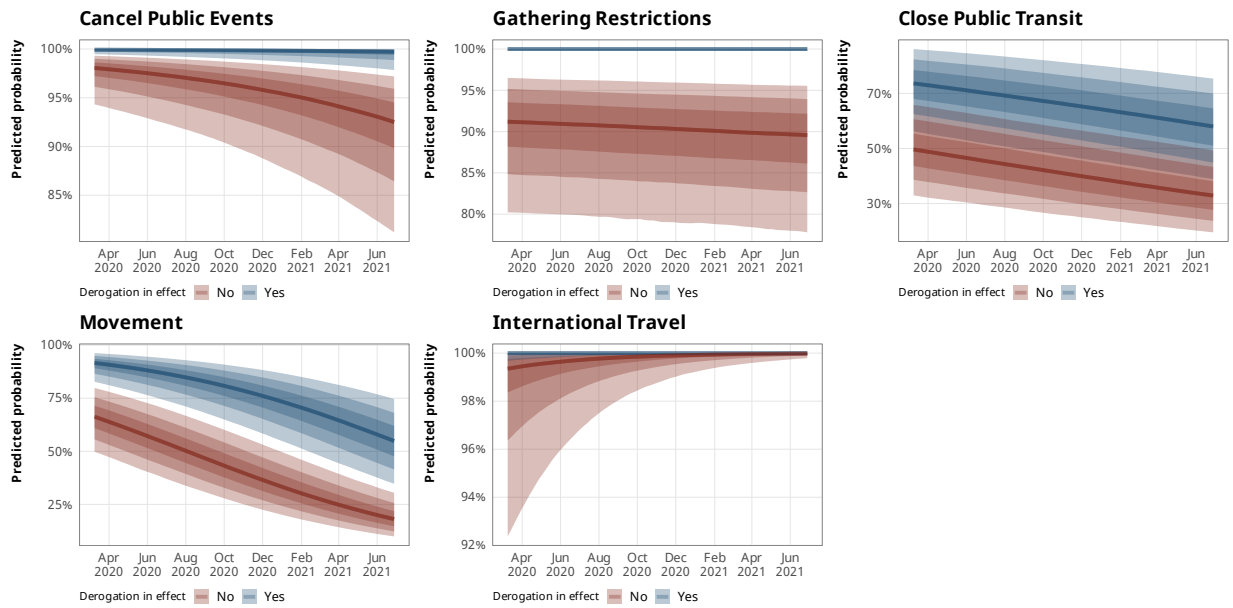 Cancel Public Events
Predicted probability
100%
95%
90%
85%
Apr 2020 Jun 2020 Aug 2020 Oct 2020 Dec 2020 Feb 2021 Apr 2021 Jun 2021
Derogation in effect No Yes
Gathering Restrictions
Predicted probability
100%
95%
90%
85%
80%
Apr 2020 Jun 2020 Aug 2020 Oct 2020 Dec 2020 Feb 2021 Apr 2021 Jun 2021
Derogation in effect No Yes
Close Public Transit
Predicted probability
70%
50%
30%
Apr 2020 Jun 2020 Aug 2020 Oct 2020 Dec 2020 Feb 2021 Apr 2021 Jun 2021
Derogation in effect No Yes
Movement
Predicted probability
100%
75%
50%
25%
Apr 2020 Jun 2020 Aug 2020 Oct 2020 Dec 2020 Feb 2021 Apr 2021 Jun 2021
Derogation in effect No Yes
International Travel
Predicted probability
100%
98%
96%
94%
92%
Apr 2020 Jun 2020 Aug 2020 Oct 2020 Dec 2020 Feb 2021 Apr 2021 Jun 2021
Derogation in effect No Yes